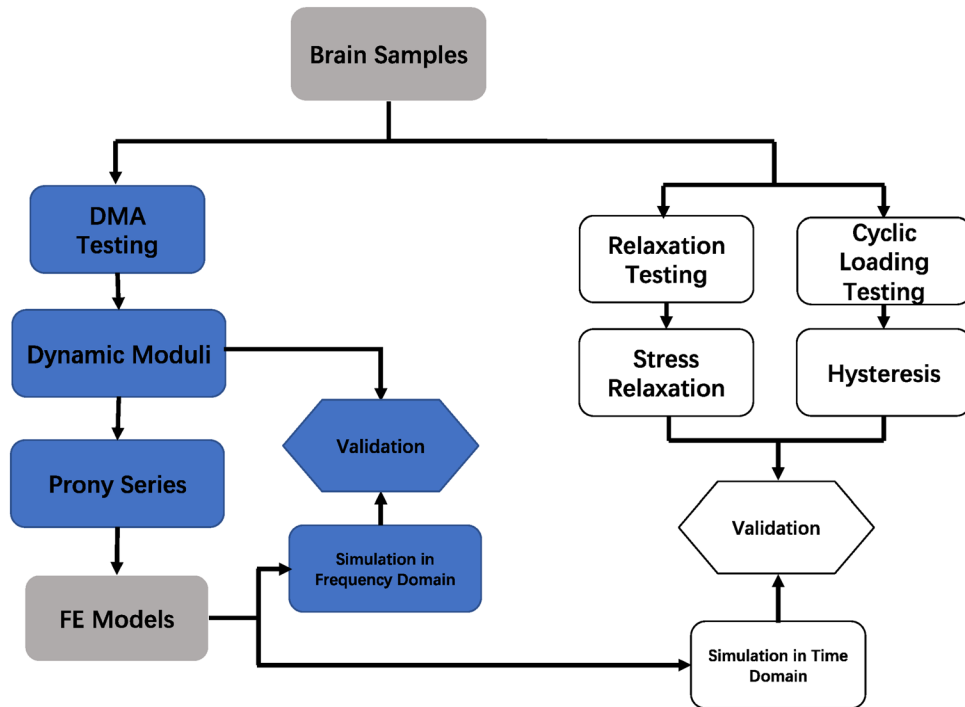 Brain Samples
DMA
Testing
Relaxation
Testing
Cyclic
Loading
Testing
Dynamic Moduli
Stress
Relaxation
Hysteresis
Validation
Prony Series
Validation
Simulation in
Frequency Domain
FE Models
Simulation in Time
Domain